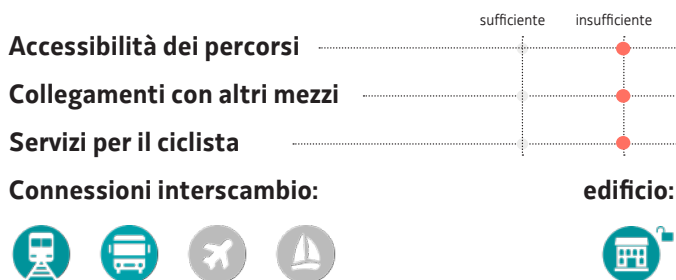 sufficiente insufficiente
Accessibilità dei percorsi
Collegamenti con altri mezzi
Servizi per il ciclista
Connessioni interscambio: edificio: